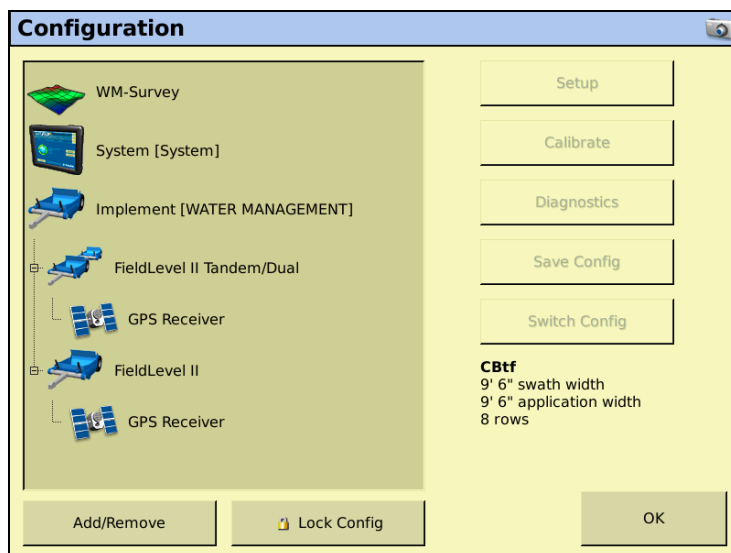 Configuration
WM-Survey
System [System]
Implement [WATER MANAGEMENT]
FieldLevel II Tandem/Dual
GPS Receiver
FieldLevel II
GPS Receiver
Add/Remove
Lock Config
Setup
Calibrate
Diagnostics
Save Config
Switch Config
CBtf
9' 6" swath width
9' 6" application width
8 rows
OK